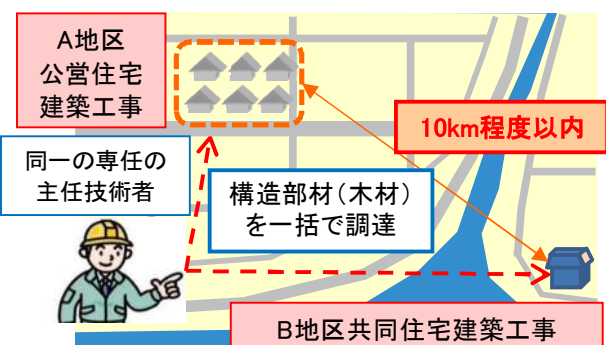 A地区
公営住宅
建築工事
10km程度以内
同一の専任の
主任技術者
構造部材(木材)
を一括で調達
B地区共同住宅建築工事